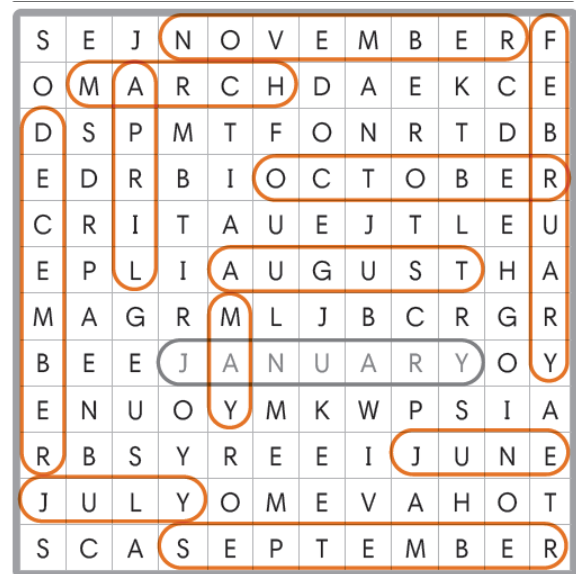 S E J N O V E M B E R F
O M A R C H D A E K C E
D S P M T F O N R T D B
E D R B I O C T O B E R
C R I T A U E J T L E U
E P L I A U G U S T H A
M A G R M L J B C R G R
B E E J A N U A R Y O Y
E N U O Y M K W P S I A
R B S Y R E E I J U N E
J U L Y O M E V A H O T
S C A S E P T E M B E R